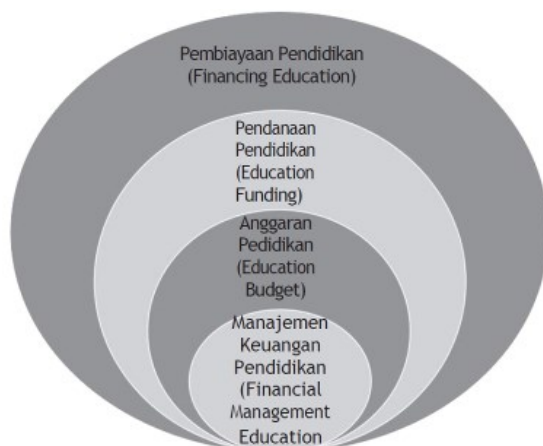 Pembiayaan Pendidikan
(Financing Education)
Pendanaan
Pendidikan
(Education
Funding)
Anggaran
Pedidikan
(Education
Budget)
Manajemen
Keuangan
Pendidikan
(Financial
Management
Education